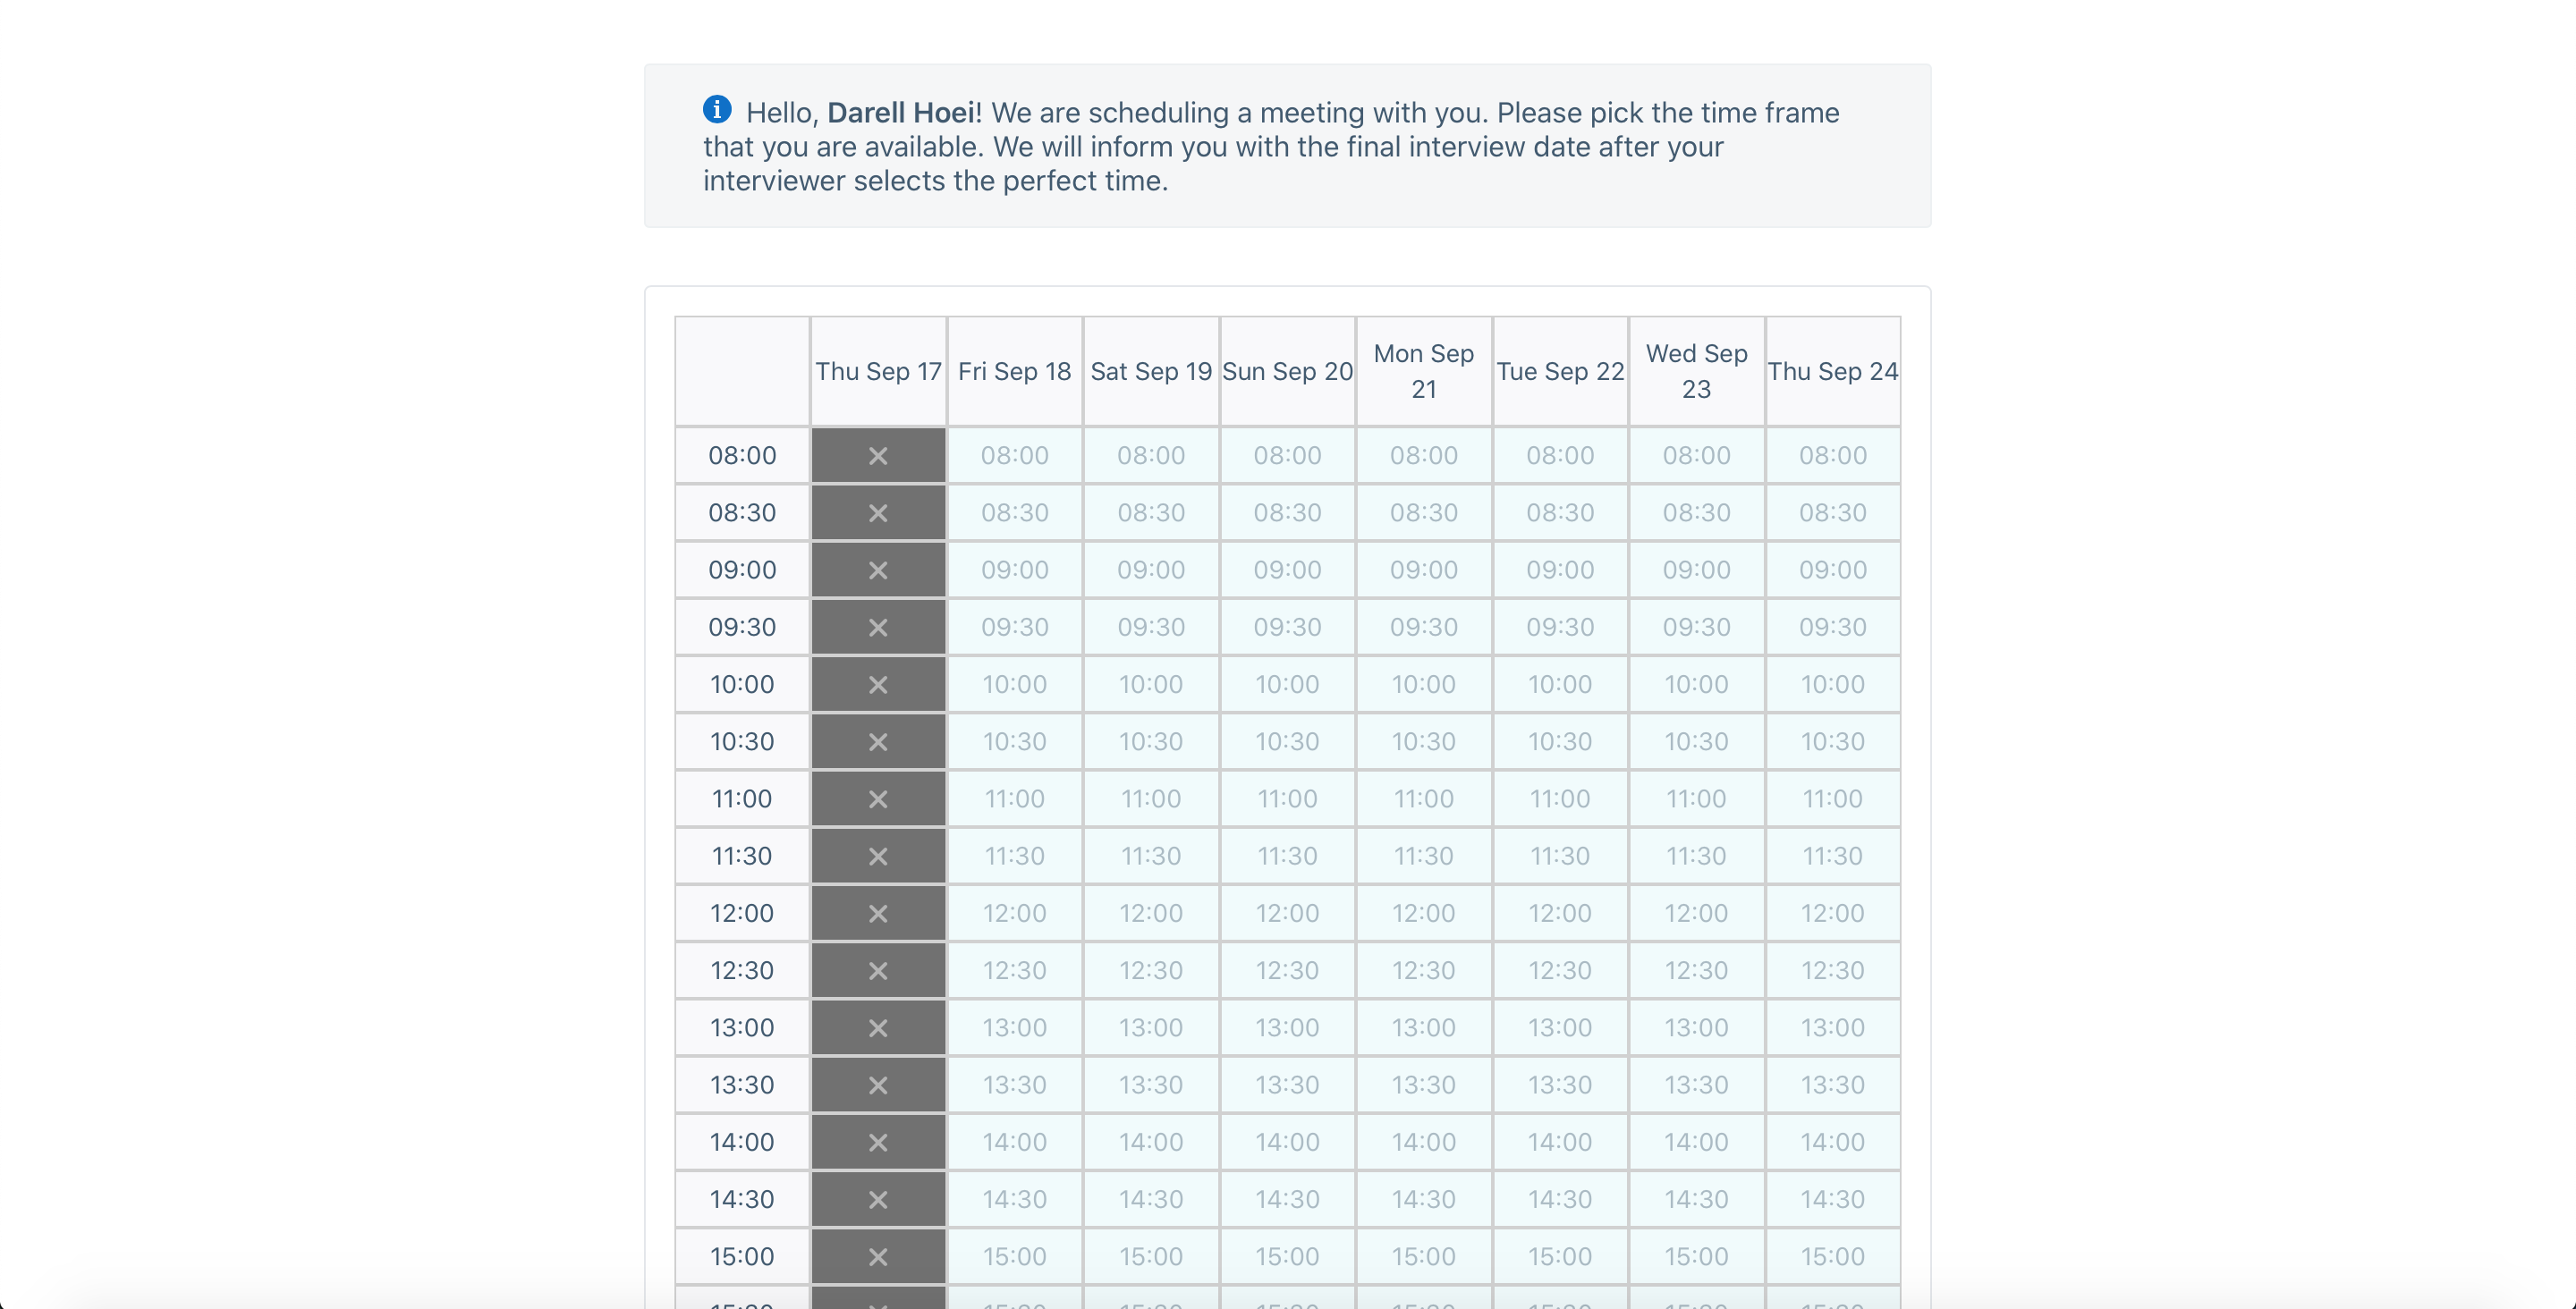 Hello, Darell Hoei! We are scheduling a meeting with you. Please pick the time frame
that you are available. We will inform you with the final interview date after your
interviewer selects the perfect time.
Thu Sep 17 Fri Sep 18 Sat Sep 19 Sun Sep 20 Mon Sep 21 Tue Sep 22 Wed Sep 23 Thu Sep 24
08:00 08:00 08:00 08:00 08:00 08:00 08:00 08:00
08:30 08:30 08:30 08:30 08:30 08:30 08:30 08:30
09:00 09:00 09:00 09:00 09:00 09:00 09:00 09:00
09:30 09:30 09:30 09:30 09:30 09:30 09:30 09:30
10:00 10:00 10:00 10:00 10:00 10:00 10:00 10:00
10:30 10:30 10:30 10:30 10:30 10:30 10:30 10:30
11:00 11:00 11:00 11:00 11:00 11:00 11:00 11:00
11:30 11:30 11:30 11:30 11:30 11:30 11:30 11:30
12:00 12:00 12:00 12:00 12:00 12:00 12:00 12:00
12:30 12:30 12:30 12:30 12:30 12:30 12:30 12:30
13:00 13:00 13:00 13:00 13:00 13:00 13:00 13:00
13:30 13:30 13:30 13:30 13:30 13:30 13:30 13:30
14:00 14:00 14:00 14:00 14:00 14:00 14:00 14:00
14:30 14:30 14:30 14:30 14:30 14:30 14:30 14:30
15:00 15:00 15:00 15:00 15:00 15:00 15:00 15:00